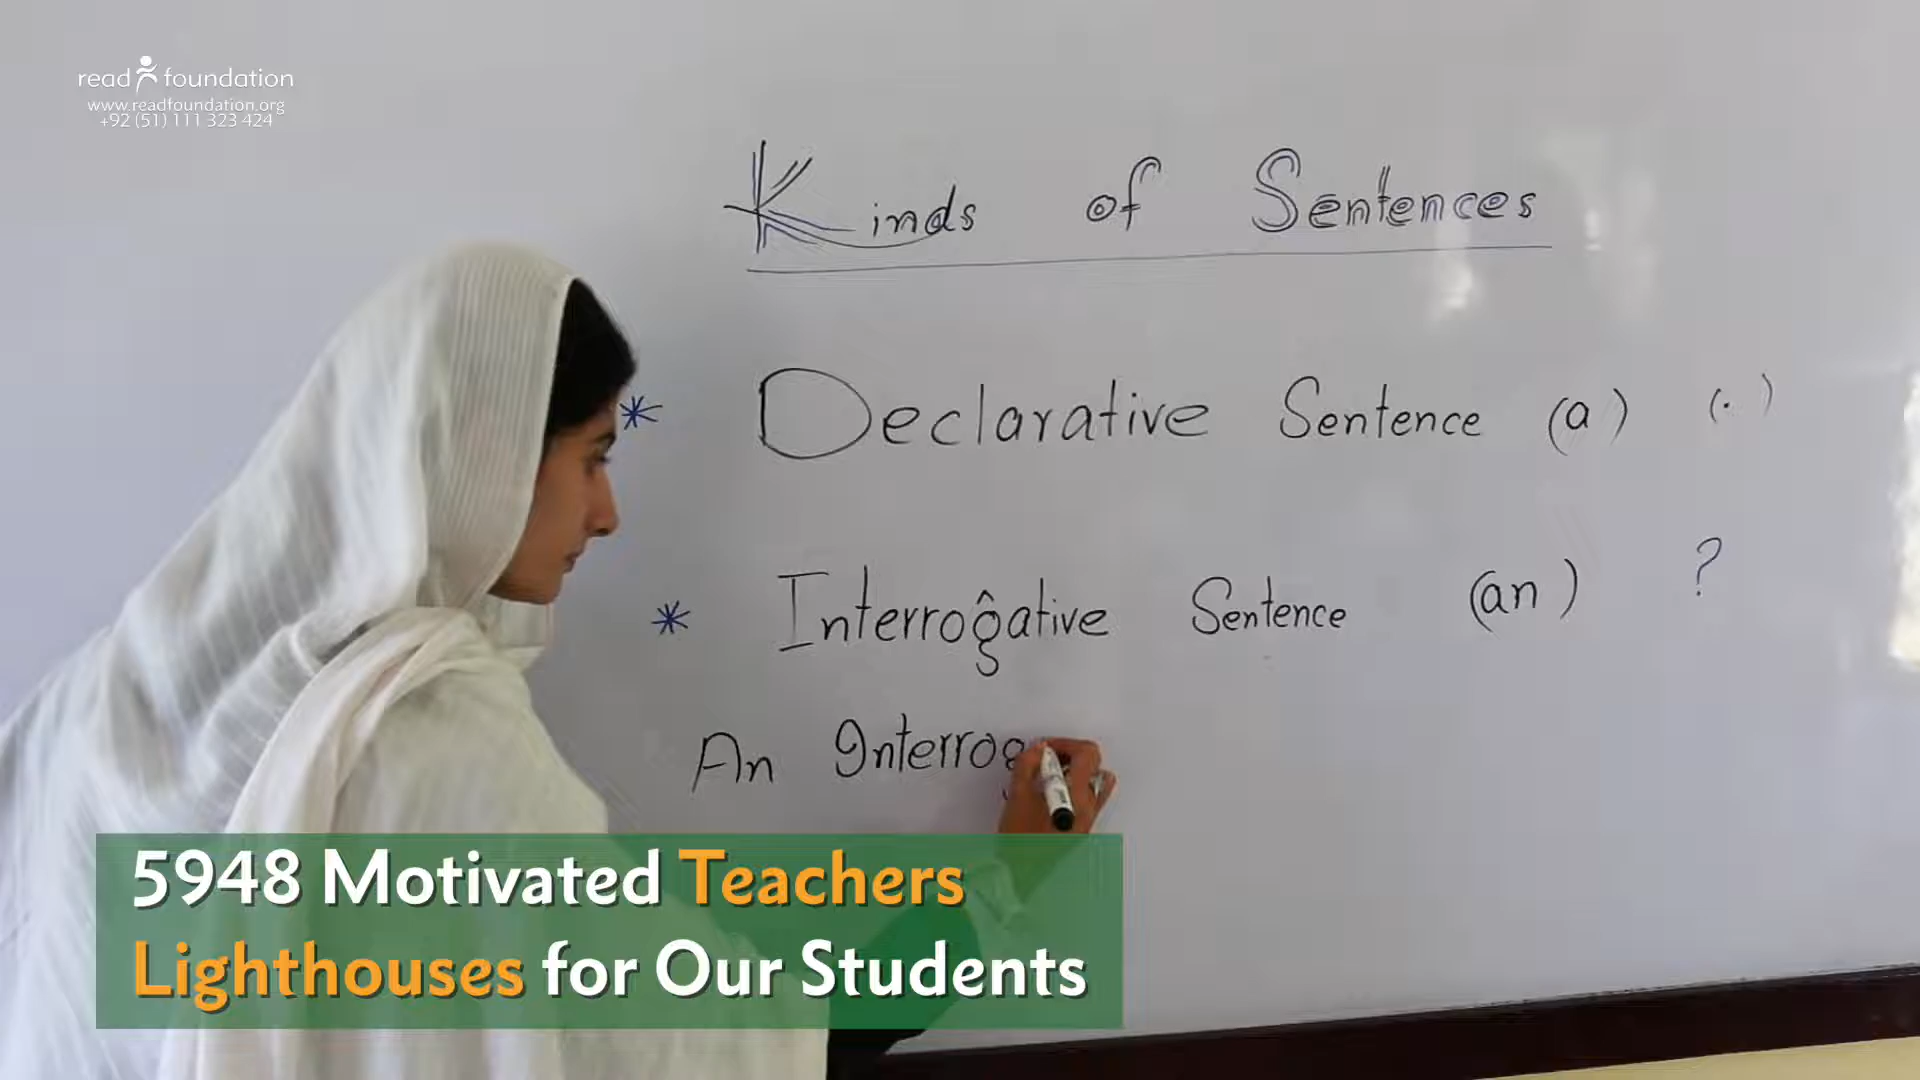 read foundation
www.readfoundation.org
+92 (51) 111 323 424
Kinds of Sentences
* Declarative Sentence (a) (.)
* Interrogative Sentence (an) ?
An Interrog
5948 Motivated Teachers
Lighthouses for Our Students